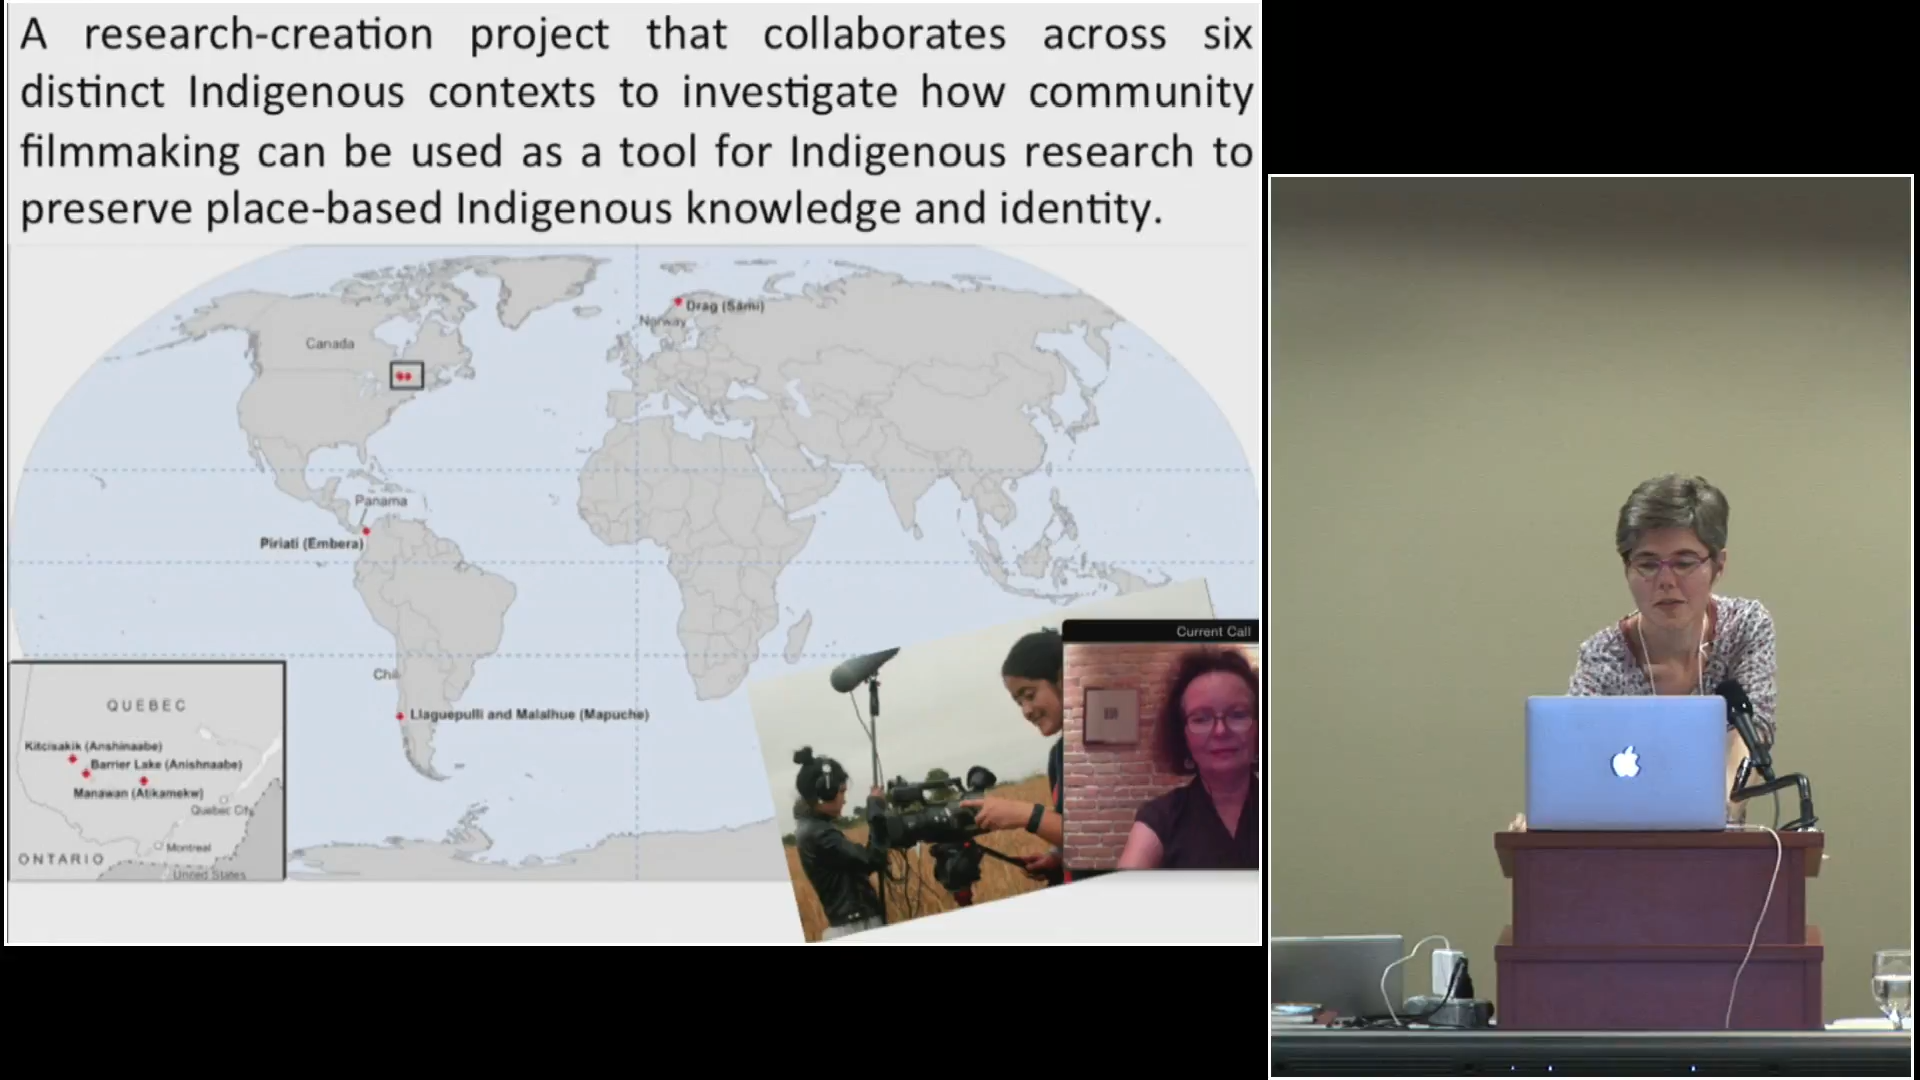 A research-creation project that collaborates across six
distinct Indigenous contexts to investigate how community
filmmaking can be used as a tool for Indigenous research to
preserve place-based Indigenous knowledge and identity.
Drag (Sámi)
Norway
Canada
Panama
Piriati (Embera)
Current Call
Chil
Llaguepulli and Malalhue (Mapuche)
QUEBEC
Kitcisakik (Anshinaabe)
Barrier Lake (Anishnaabe)
Manawan (Atikamekw)
Quebec City
Montreal
ONTARIO
United States